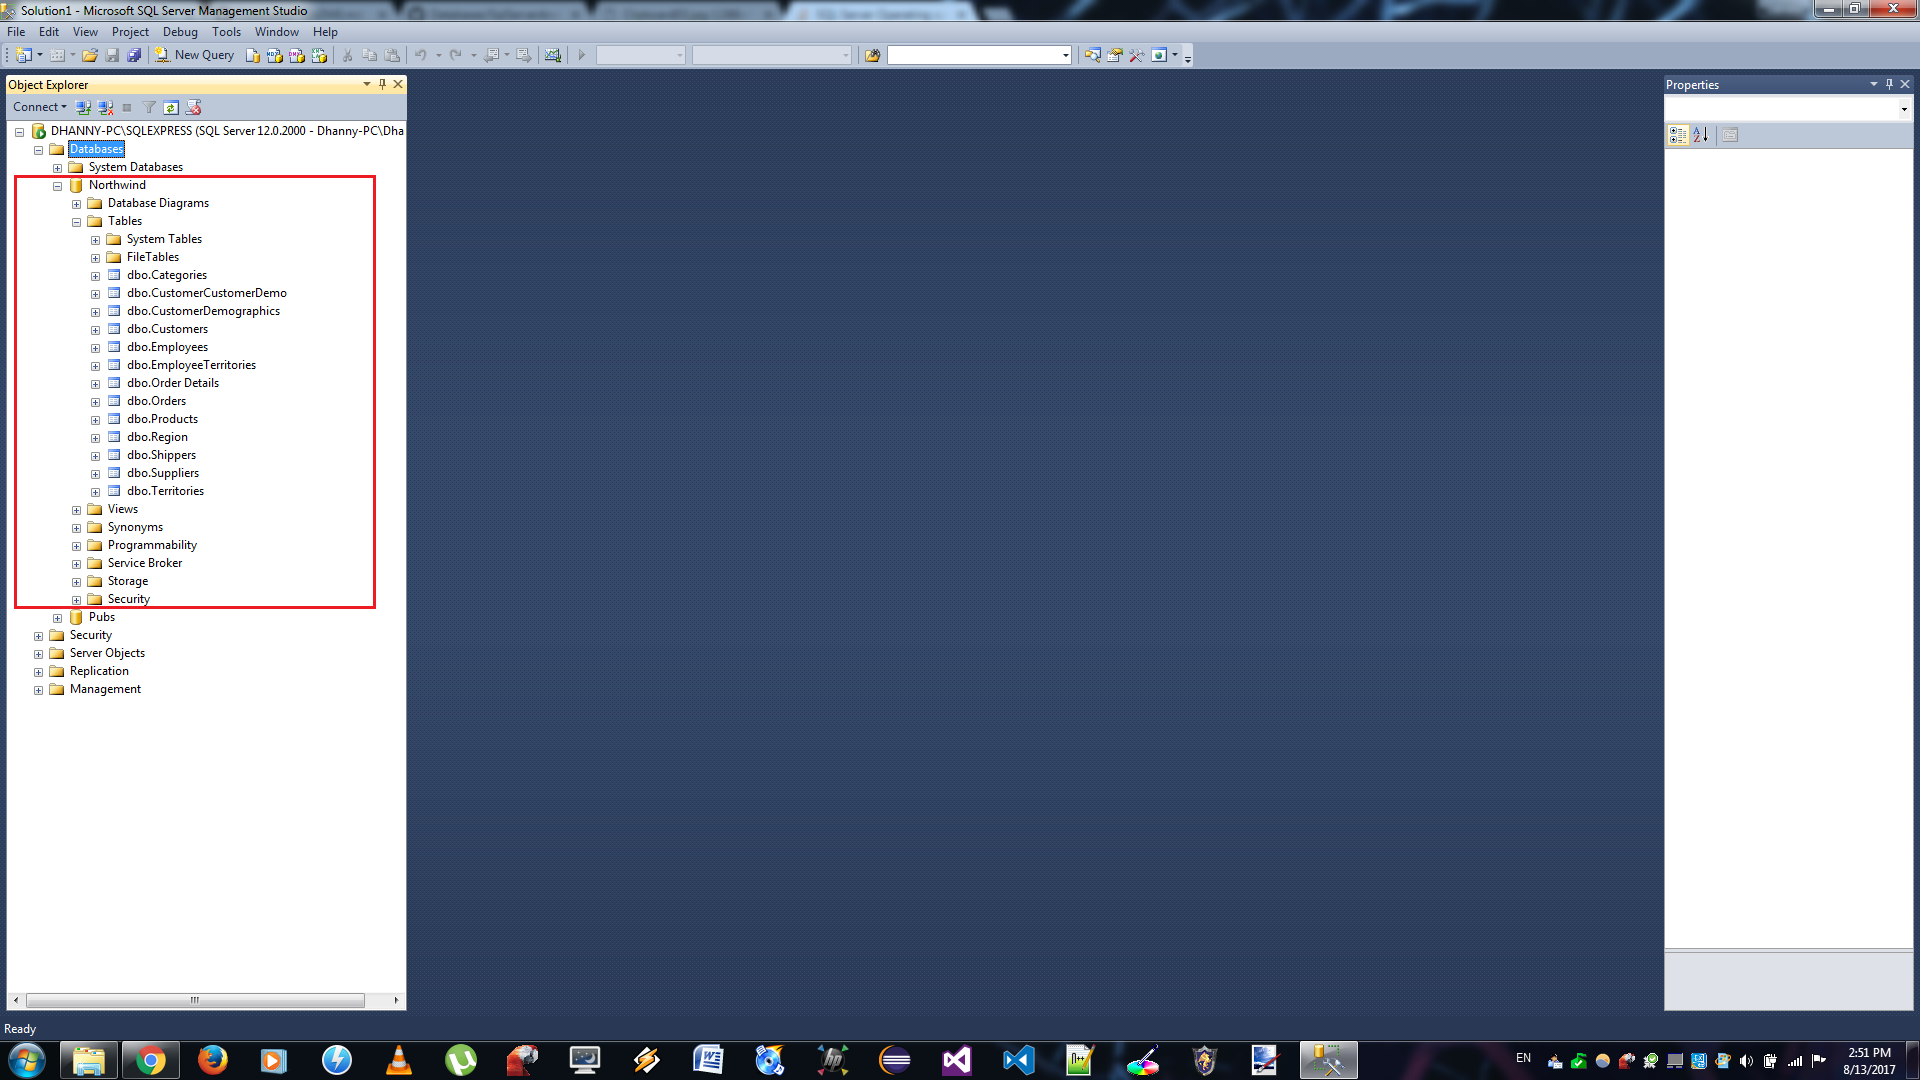 Solution1 - Microsoft SQL Server Management Studio
File Edit View Project Debug Tools Window Help
New Query
Object Explorer
Connect
DHANNY-PC\SQLEXPRESS (SQL Server 12.0.2000 - Dhanny-PC\Dha
Databases
System Databases
Northwind
Database Diagrams
Tables
System Tables
FileTables
dbo.Categories
dbo.CustomerCustomerDemo
dbo.CustomerDemographics
dbo.Customers
dbo.Employees
dbo.EmployeeTerritories
dbo.Order Details
dbo.Orders
dbo.Products
dbo.Region
dbo.Shippers
dbo.Suppliers
dbo.Territories
Views
Synonyms
Programmability
Service Broker
Storage
Security
Pubs
Security
Server Objects
Replication
Management
Properties
Ready
EN
2:51 PM
8/13/2017